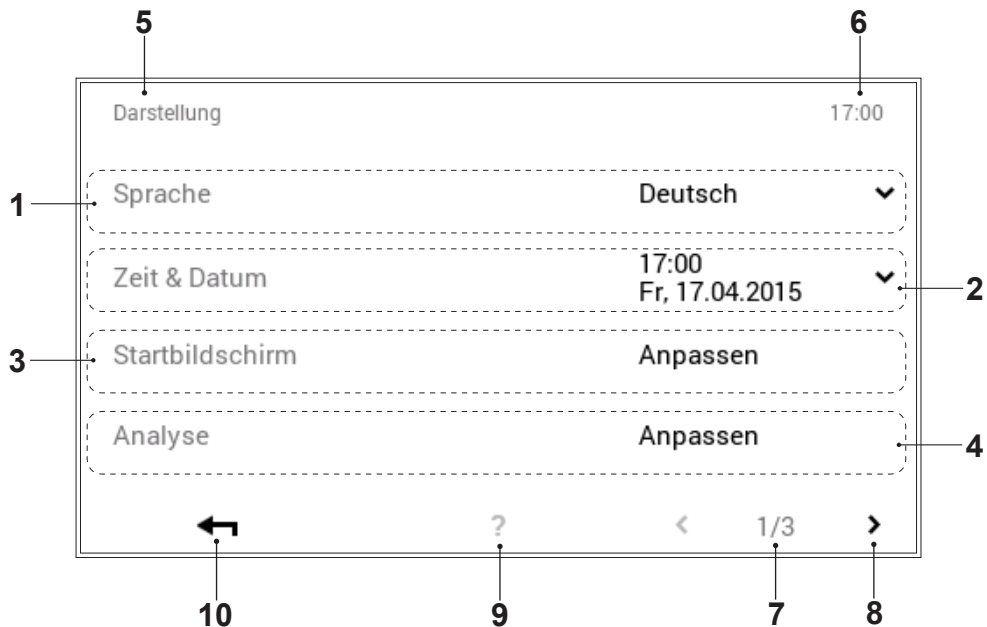 5 6
Darstellung 17:00
1 Sprache Deutsch
Zeit & Datum 17:00
Fr, 17.04.2015 2
3 Startbildschirm Anpassen
Analyse Anpassen 4
? 1/3
10 9 7 8